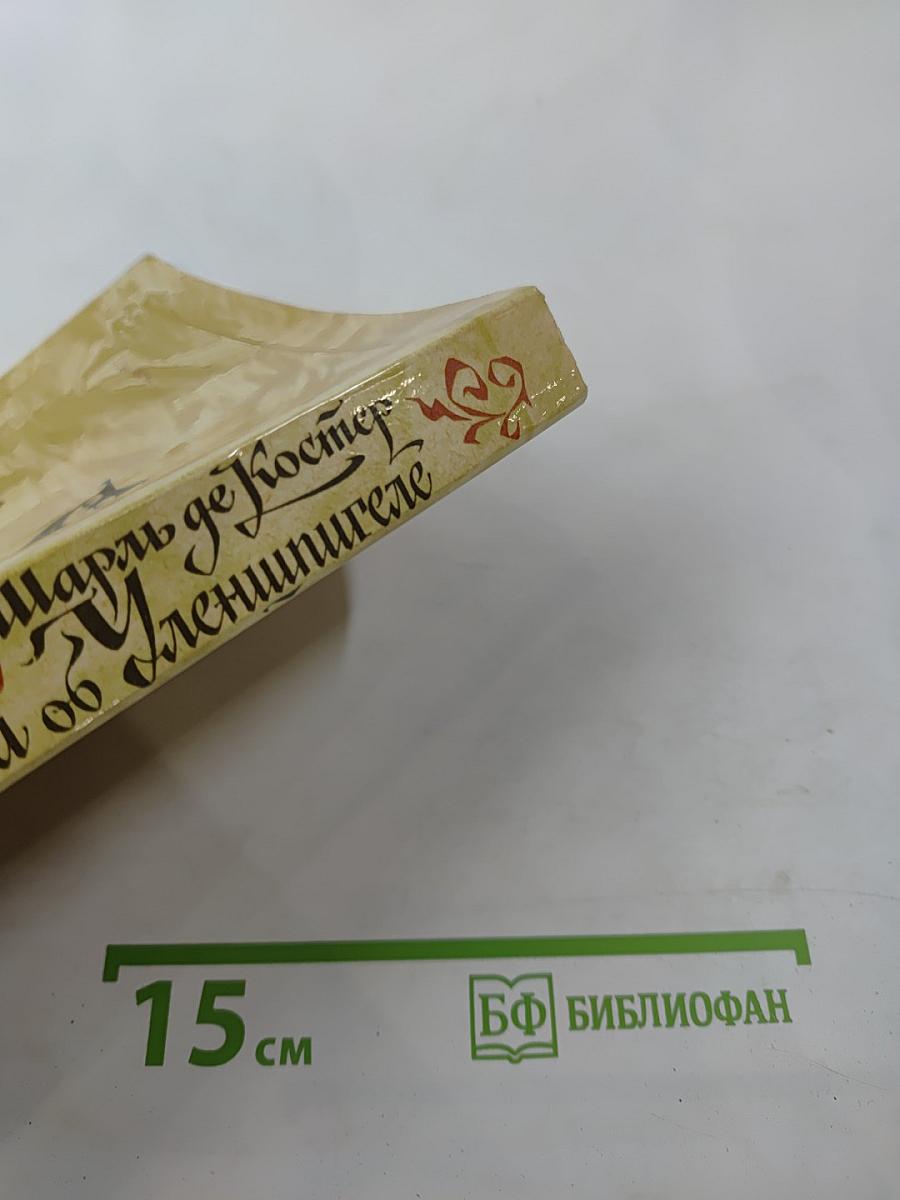 Шарль де Костер
об Уленшпигеле
15 см
БФ БИБЛИОФАН